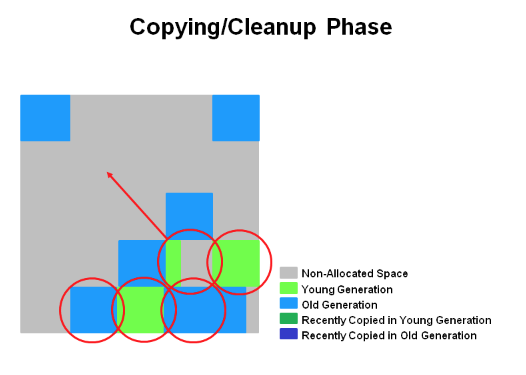 Copying/Cleanup Phase
Non-Allocated Space
Young Generation
Old Generation
Recently Copied in Young Generation
Recently Copied in Old Generation